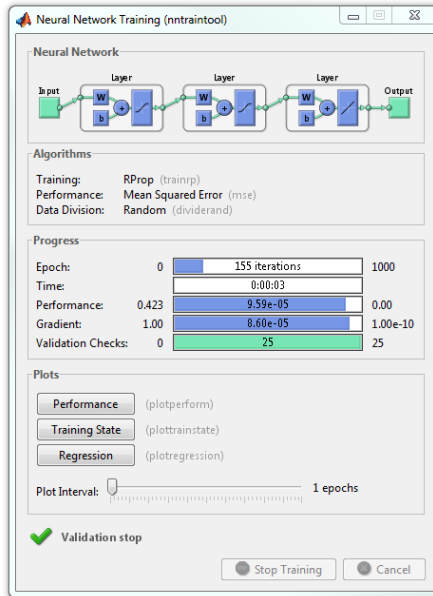 Neural Network Training (nntraintool)
Neural Network
Layer Layer Layer
Input Output
W W W
b b b
Algorithms
Training: RProp (trainrp)
Performance: Mean Squared Error (mse)
Data Division: Random (dividerand)
Progress
Epoch: 0 155 iterations 1000
Time: 0:00:03
Performance: 0.423 9.59e-05 0.00
Gradient: 1.00 8.60e-05 1.00e-10
Validation Checks: 0 25 25
Plots
Performance (plotperform)
Training State (plottrainstate)
Regression (plotregression)
Plot Interval: 1 epochs
Validation stop
Stop Training Cancel